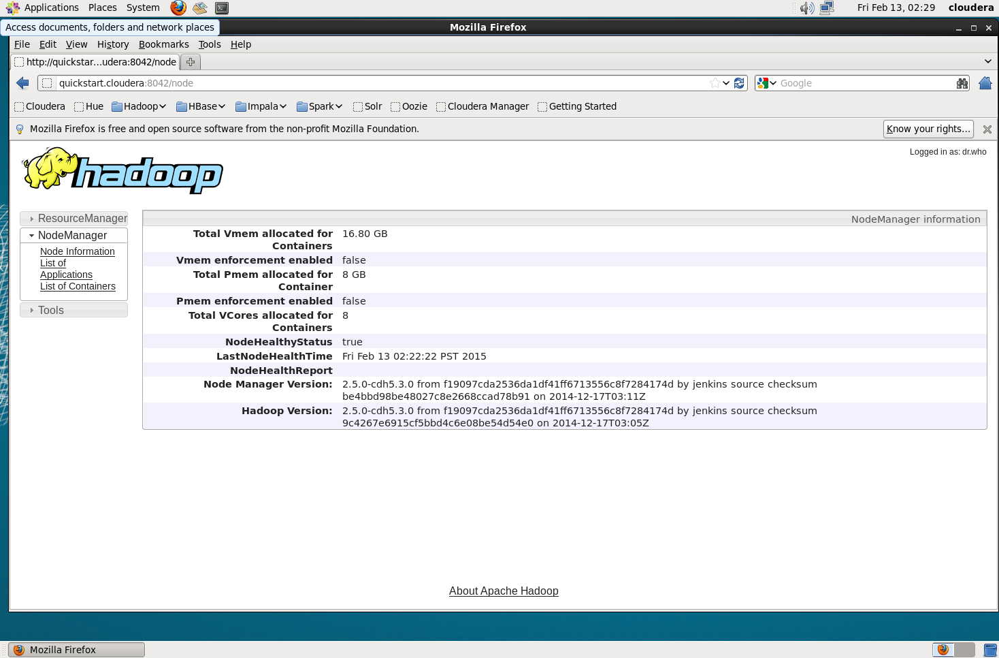 Applications Places System Fri Feb 13, 02:29 cloudera
Access documents, folders and network places Mozilla Firefox
File Edit View History Bookmarks Tools Help
http://quickstar...udera:8042/node
quickstart.cloudera:8042/node Google
Cloudera Hue Hadoop HBase Impala Spark Solr Oozie Cloudera Manager Getting Started
Mozilla Firefox is free and open source software from the non-profit Mozilla Foundation. Know your rights...
Logged in as: dr.who
hadoop
ResourceManager
NodeManager
Node Information
List of
Applications
List of Containers
Tools
NodeManager information
Total Vmem allocated for 16.80 GB
Containers
Vmem enforcement enabled false
Total Pmem allocated for 8 GB
Container
Pmem enforcement enabled false
Total VCores allocated for 8
Containers
NodeHealthyStatus true
LastNodeHealthTime Fri Feb 13 02:22:22 PST 2015
NodeHealthReport
Node Manager Version: 2.5.0-cdh5.3.0 from f19097cda2536da1df41ff6713556c8f7284174d by jenkins source checksum
be4bbd98be48027c8e2668ccad78b91 on 2014-12-17T03:11Z
Hadoop Version: 2.5.0-cdh5.3.0 from f19097cda2536da1df41ff6713556c8f7284174d by jenkins source checksum
9c4267e6915cf5bbd4c6e08be54d54e0 on 2014-12-17T03:05Z
About Apache Hadoop
Mozilla Firefox